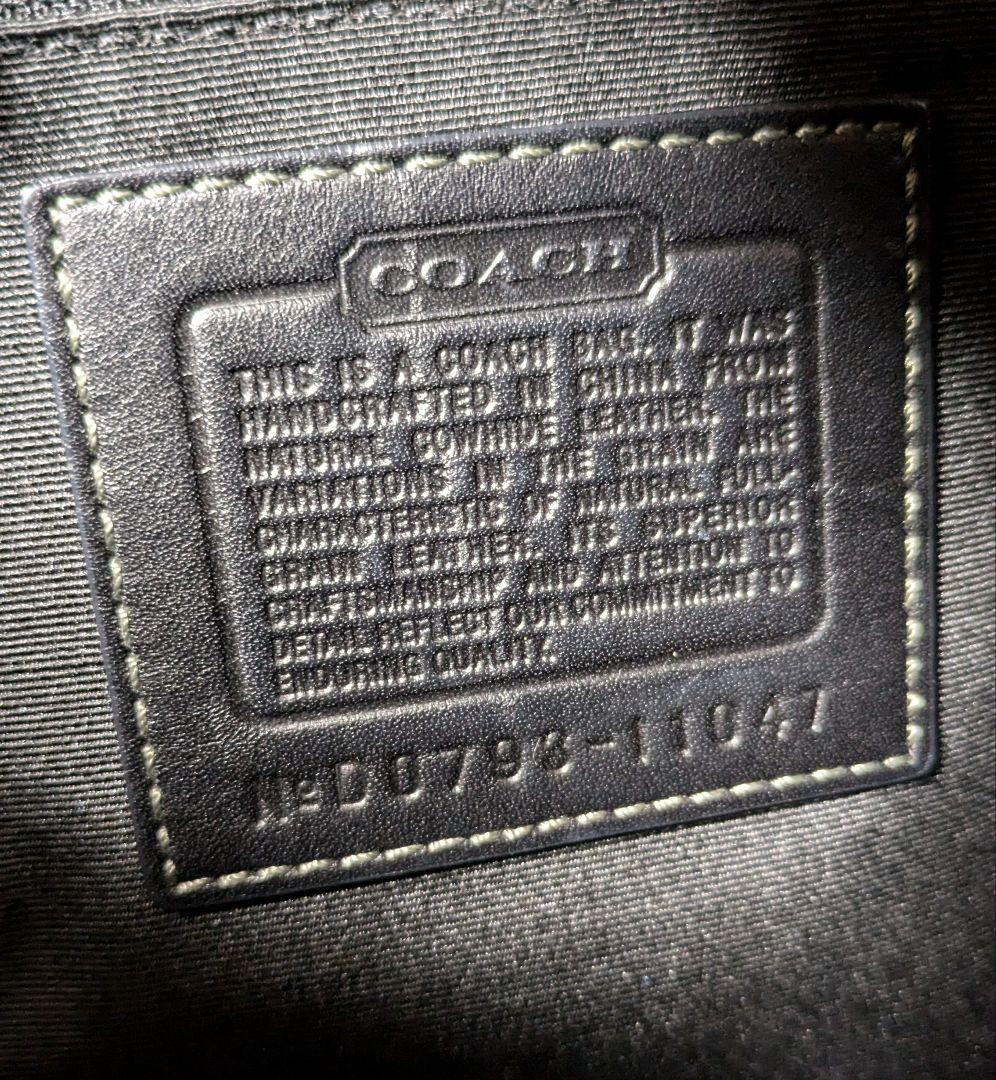 COACH
THIS IS A COACH BAG. IT WAS
HANDCRAFTED IN CHINA FROM
NATURAL COWHIDE LEATHER. THE
VARIATIONS IN THE GRAIN ARE
CHARACTERISTIC OF NATURAL FULL-
GRAIN LEATHER. ITS SUPERIOR
CRAFTSMANSHIP AND ATTENTION TO
DETAIL REFLECT OUR COMMITMENT TO
ENDURING QUALITY.
Nº D0793-11047